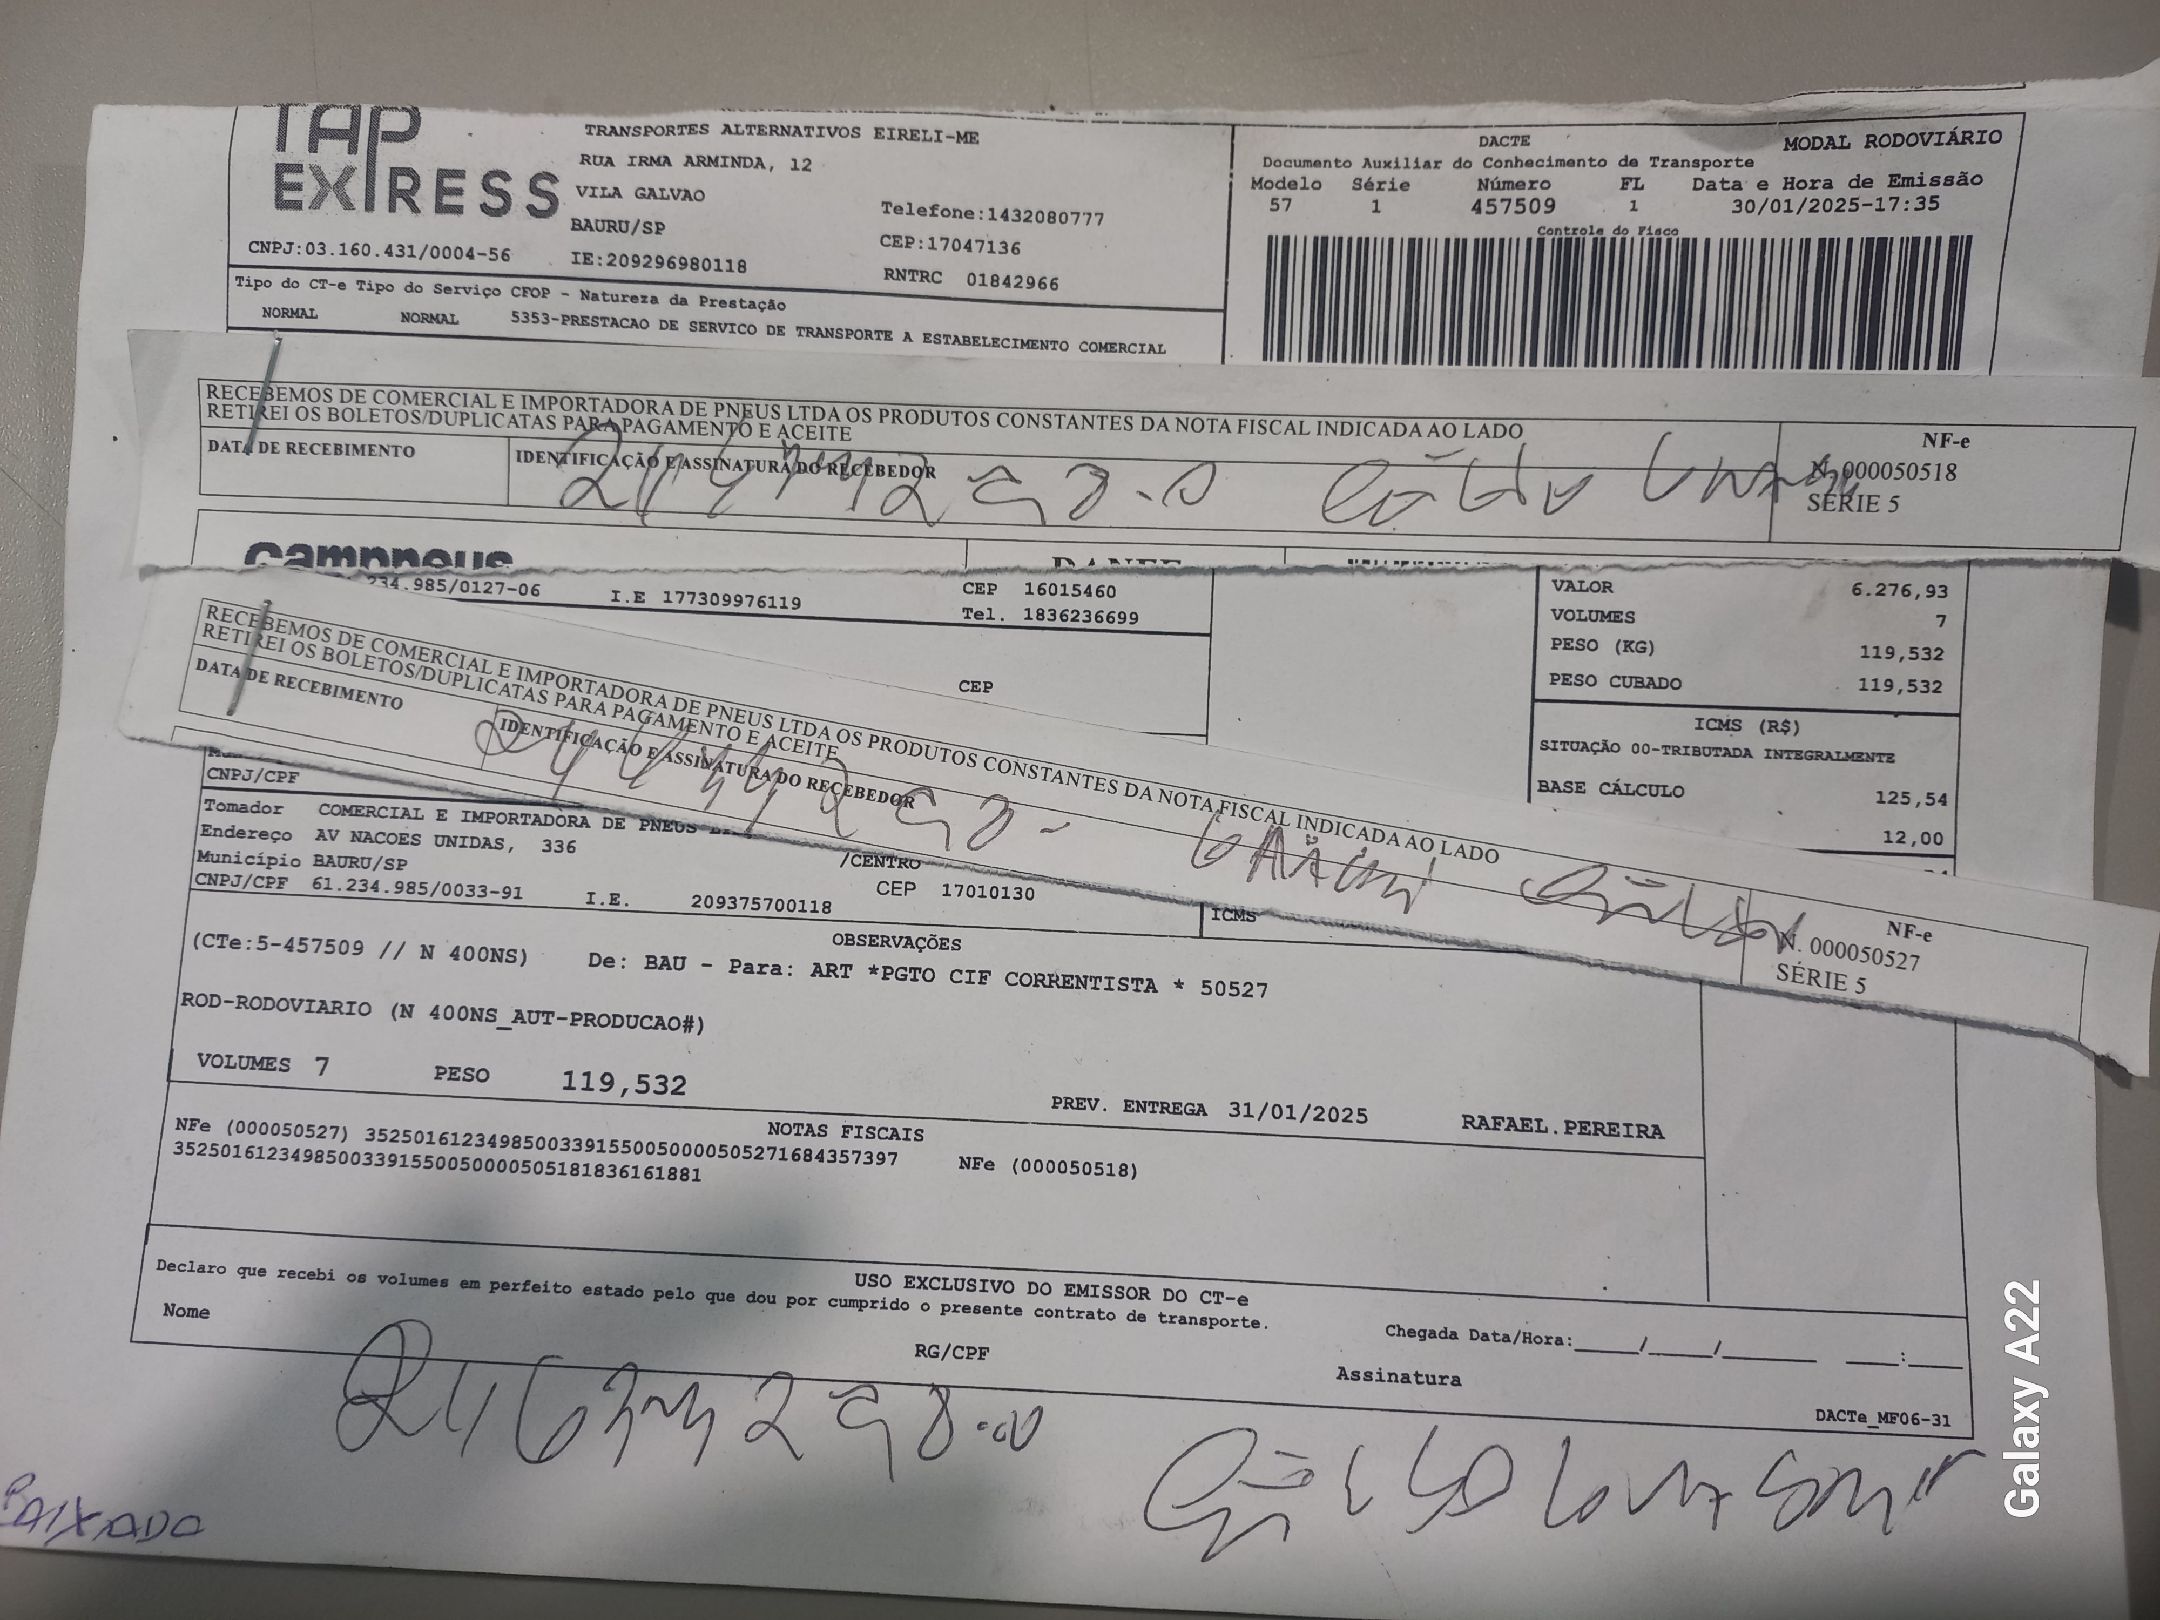 TAP
EXPRESS
TRANSPORTES ALTERNATIVOS EIRELI-ME
RUA IRMA ARMINDA, 12
VILA GALVAO
BAURU/SP
Telefone:1432080777
CEP:17047136
CNPJ:03.160.431/0004-56 IE:209296980118 RNTRC 01842966
DACTE MODAL RODOVIÁRIO
Documento Auxiliar do Conhecimento de Transporte
Modelo Série Número FL Data e Hora de Emissão
57 1 457509 1 30/01/2025-17:35
Controle do Fisco
Tipo do CT-e Tipo do Serviço CFOP - Natureza da Prestação
NORMAL NORMAL 5353-PRESTACAO DE SERVICO DE TRANSPORTE A ESTABELECIMENTO COMERCIAL
RECEBEMOS DE COMERCIAL E IMPORTADORA DE PNEUS LTDA OS PRODUTOS CONSTANTES DA NOTA FISCAL INDICADA AO LADO
RETIREI OS BOLETOS/DUPLICATAS PARA PAGAMENTO E ACEITE
DATA DE RECEBIMENTO IDENTIFICAÇÃO E ASSINATURA DO RECEBEDOR
NF-e
N. 000050518
SÉRIE 5
Camppneus DANFE
234.985/0127-06 I.E 177309976119 CEP 16015460
Tel. 1836236699
CEP
VALOR 6.276,93
VOLUMES 7
PESO (KG) 119,532
PESO CUBADO 119,532
ICMS (R$)
SITUAÇÃO 00-TRIBUTADA INTEGRALMENTE
BASE CÁLCULO 125,54
12,00
RECEBEMOS DE COMERCIAL E IMPORTADORA DE PNEUS LTDA OS PRODUTOS CONSTANTES DA NOTA FISCAL INDICADA AO LADO
RETIREI OS BOLETOS/DUPLICATAS PARA PAGAMENTO E ACEITE
DATA DE RECEBIMENTO IDENTIFICAÇÃO E ASSINATURA DO RECEBEDOR
NF-e
N. 000050527
SÉRIE 5
CNPJ/CPF
Tomador COMERCIAL E IMPORTADORA DE PNEUS
Endereço AV NACOES UNIDAS, 336 /CENTRO
Município BAURU/SP CEP 17010130
CNPJ/CPF 61.234.985/0033-91 I.E. 209375700118
ICMS
OBSERVAÇÕES
(CTe:5-457509 // N 400NS) De: BAU - Para: ART *PGTO CIF CORRENTISTA * 50527
ROD-RODOVIARIO (N 400NS_AUT-PRODUCAO#)
VOLUMES 7 PESO 119,532
PREV. ENTREGA 31/01/2025 RAFAEL.PEREIRA
NOTAS FISCAIS
NFe (000050527) 35250161234985003391550050000505271684357397 NFe (000050518)
35250161234985003391550050000505181836161881
USO EXCLUSIVO DO EMISSOR DO CT-e
Declaro que recebi os volumes em perfeito estado pelo que dou por cumprido o presente contrato de transporte.
Nome RG/CPF Assinatura
Chegada Data/Hora:_____/_____/_______ ____:____
DACTe_MF06-31
BAIXADO
Galaxy A22